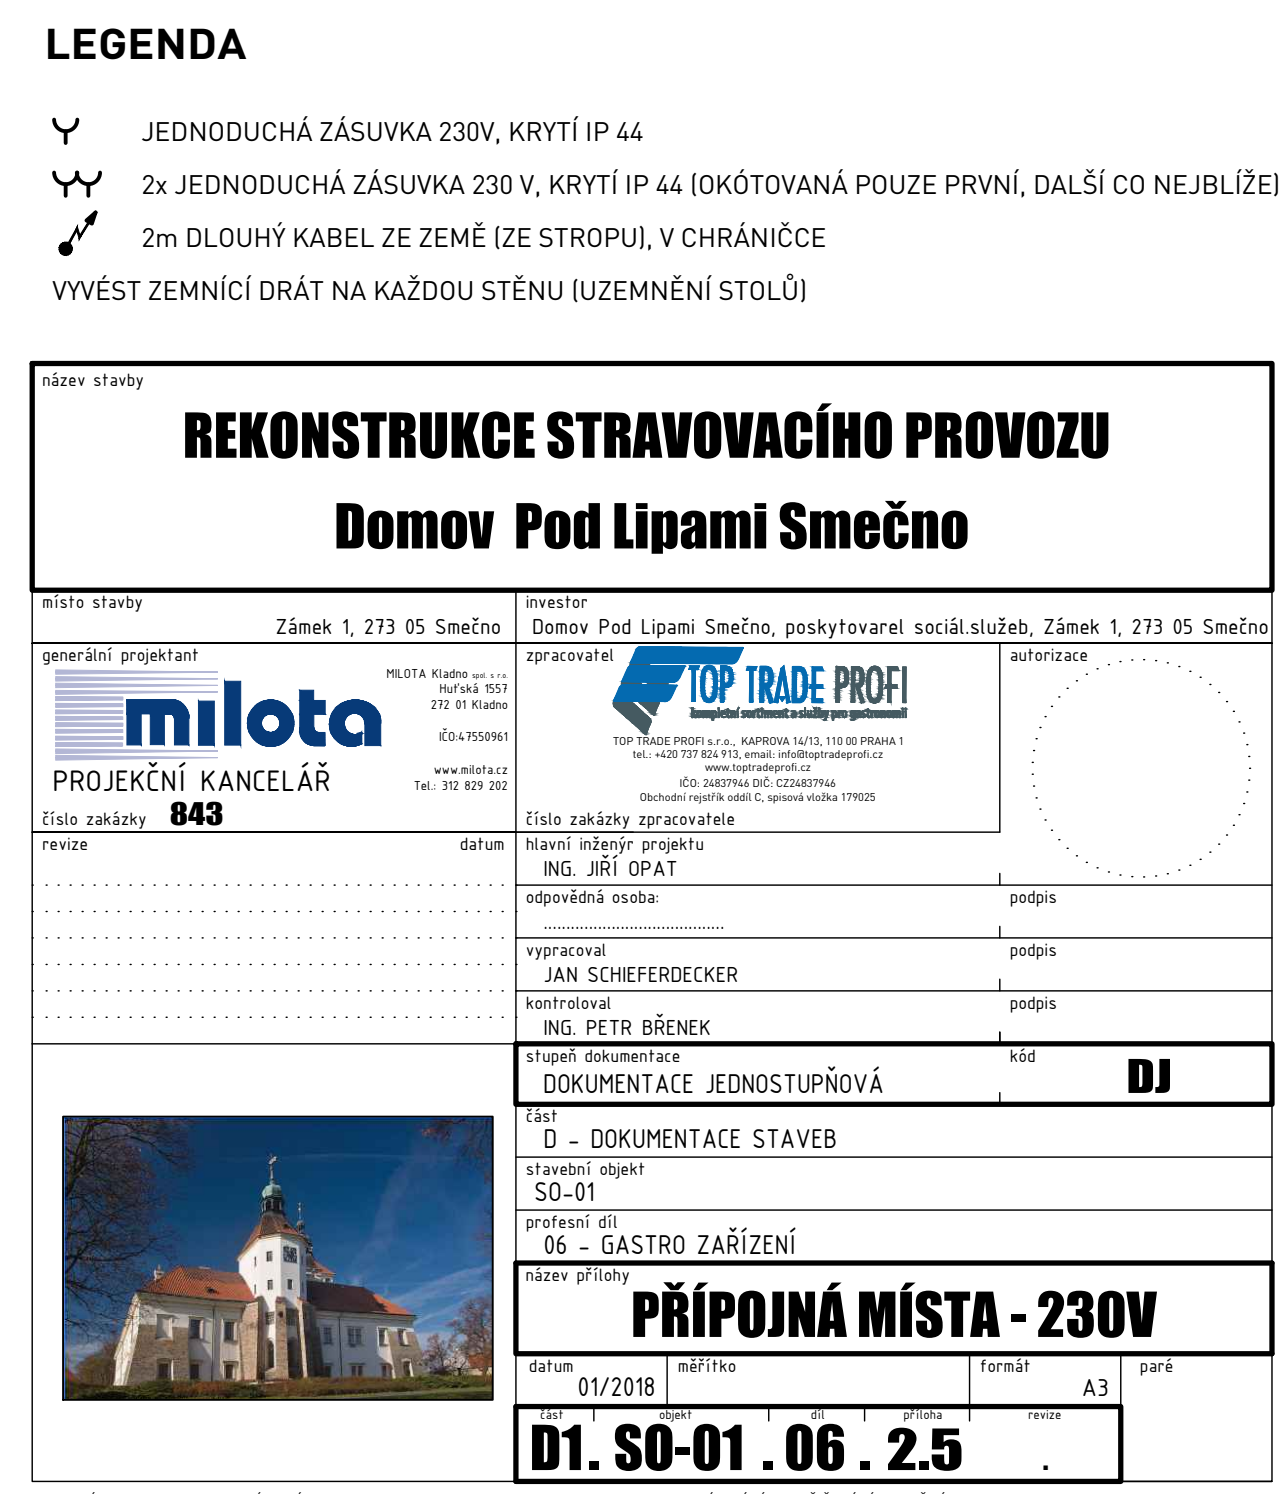 LEGENDA
JEDNODUCHÁ ZÁSUVKA 230V, KRYTÍ IP 44
2x JEDNODUCHÁ ZÁSUVKA 230 V, KRYTÍ IP 44 (OKÓTOVANÁ POUZE PRVNÍ, DALŠÍ CO NEJBLÍŽE)
2m DLOUHÝ KABEL ZE ZEMĚ (ZE STROPU), V CHRÁNIČCE
VYVÉST ZEMNÍCÍ DRÁT NA KAŽDOU STĚNU (UZEMNĚNÍ STOLŮ)
název stavby
REKONSTRUKCE STRAVOVACÍHO PROVOZU
Domov Pod Lipami Smečno
místo stavby
Zámek 1, 273 05 Smečno
investor
Domov Pod Lipami Smečno, poskytovarel sociál.služeb, Zámek 1, 273 05 Smečno
generální projektant
milota
PROJEKČNÍ KANCELÁŘ
MILOTA Kladno spol. s r.o.
Huťská 1557
272 01 Kladno
IČO:47550961
www.milota.cz
Tel.: 312 829 202
číslo zakázky 843
zpracovatel
TOP TRADE PROFI
kompletní sortiment a služby pro gastronomii
TOP TRADE PROFI s.r.o., KAPROVA 14/13, 110 00 PRAHA 1
tel.: +420 737 824 913, email: info@toptradeprofi.cz
www.toptradeprofi.cz
IČO: 24837946 DIČ: CZ24837946
Obchodní rejstřík oddíl C, spisová vložka 179025
číslo zakázky zpracovatele
autorizace
revize datum
hlavní inženýr projektu
ING. JIŘÍ OPAT
odpovědná osoba: podpis
........................................
vypracoval podpis
JAN SCHIEFERDECKER
kontroloval podpis
ING. PETR BŘENEK
stupeň dokumentace kód
DOKUMENTACE JEDNOSTUPŇOVÁ DJ
část
D - DOKUMENTACE STAVEB
stavební objekt
SO-01
profesní díl
06 - GASTRO ZAŘÍZENÍ
název přílohy
PŘÍPOJNÁ MÍSTA - 230V
datum měřítko formát paré
01/2018 A3
část objekt díl příloha revize
D1. SO-01 . 06 . 2.5 .